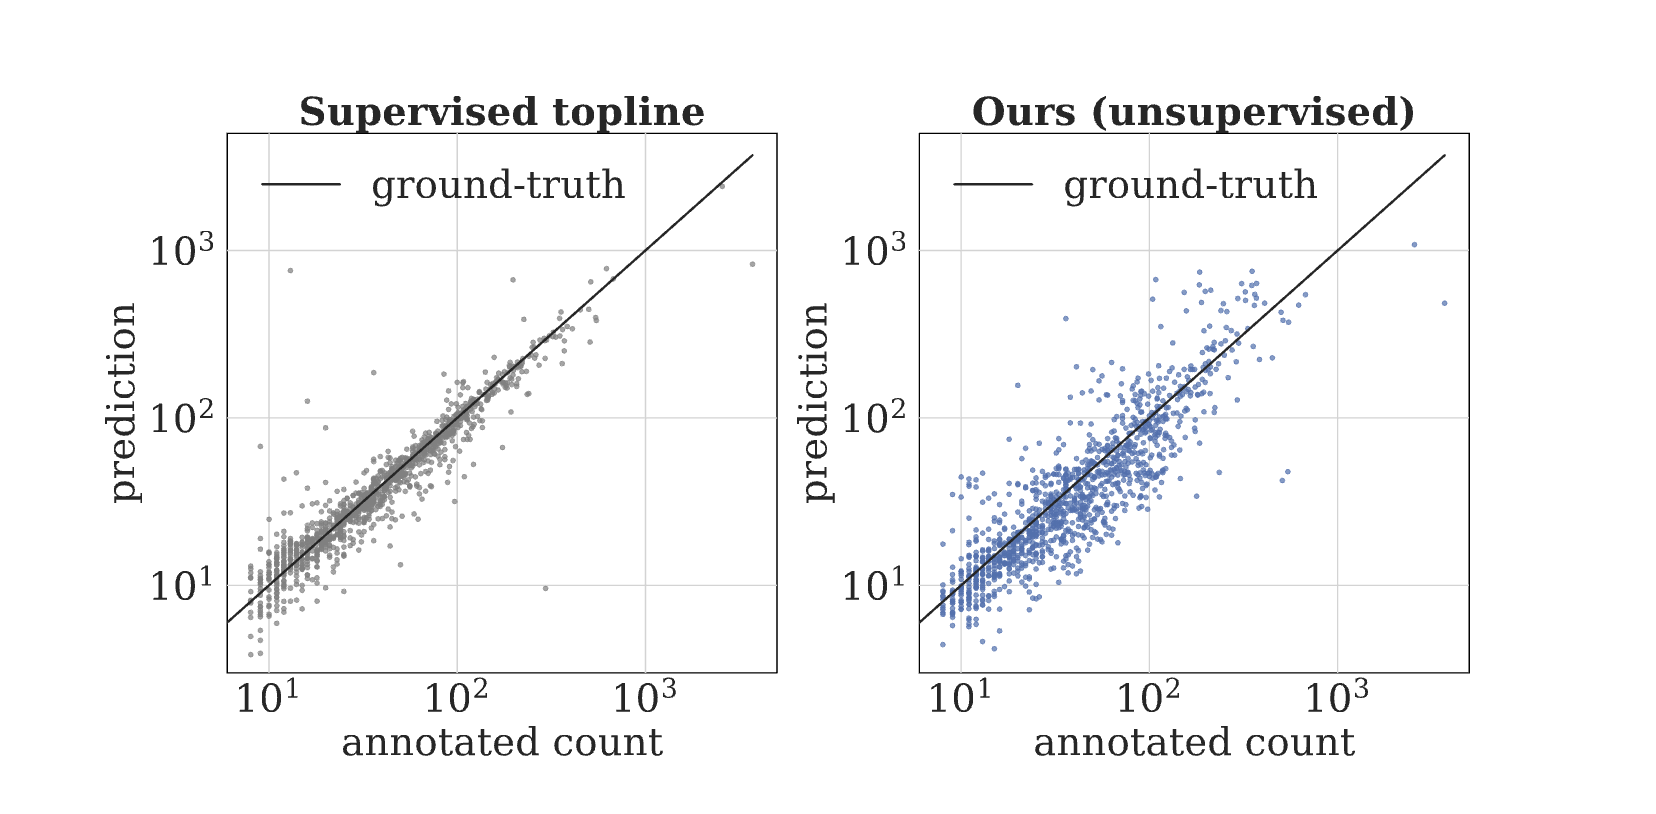 Supervised topline
ground-truth
10³
10²
10¹
prediction
10¹ 10² 10³
annotated count
Ours (unsupervised)
ground-truth
10³
10²
10¹
prediction
10¹ 10² 10³
annotated count